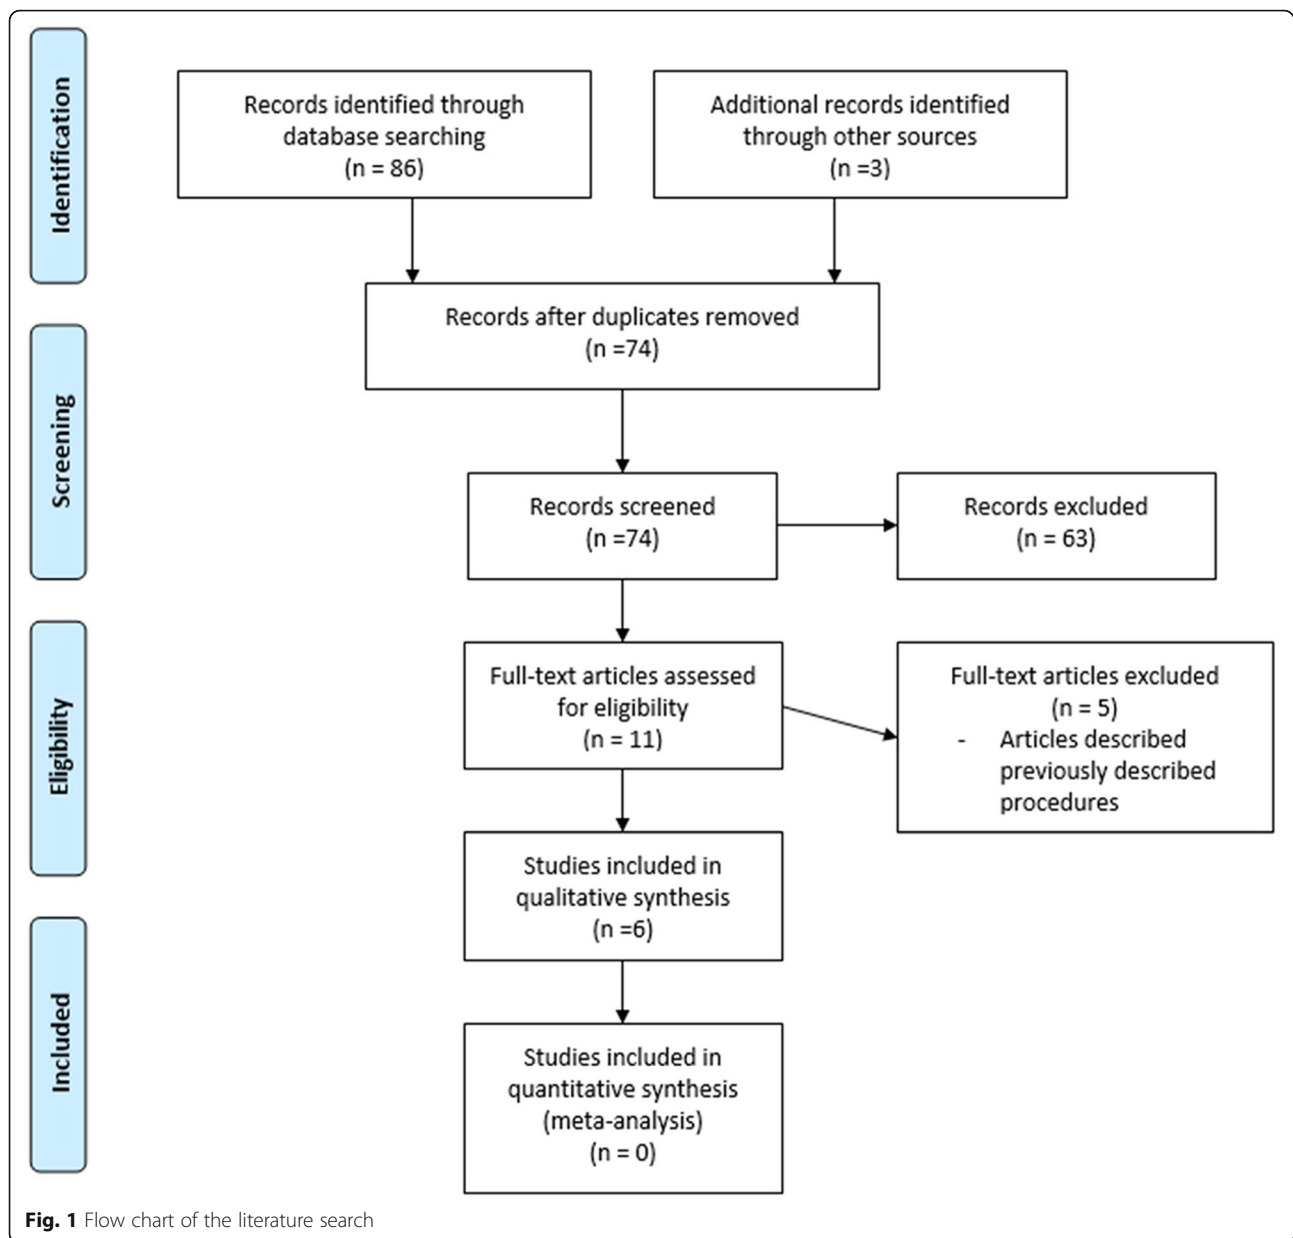 Identification
Records identified through
database searching
(n = 86)
Additional records identified
through other sources
(n =3)
Records after duplicates removed
(n =74)
Screening
Records screened
(n =74)
Records excluded
(n = 63)
Eligibility
Full-text articles assessed
for eligibility
(n = 11)
Full-text articles excluded
(n = 5)
- Articles described
previously described
procedures
Studies included in
qualitative synthesis
(n =6)
Included
Studies included in
quantitative synthesis
(meta-analysis)
(n = 0)
Fig. 1 Flow chart of the literature search